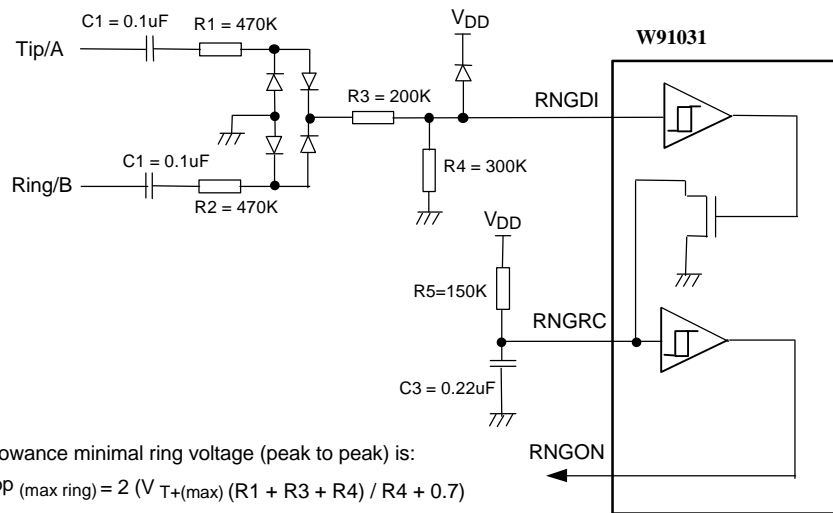 C1 = 0.1uF
R1 = 470K
Tip/A
VDD
W91031
R3 = 200K
RNGDI
C1 = 0.1uF
R4 = 300K
Ring/B
R2 = 470K
VDD
R5=150K
RNGRC
C3 = 0.22uF
RNGON
owance minimal ring voltage (peak to peak) is:
op (max ring) = 2 (V T+(max) (R1 + R3 + R4) / R4 + 0.7)